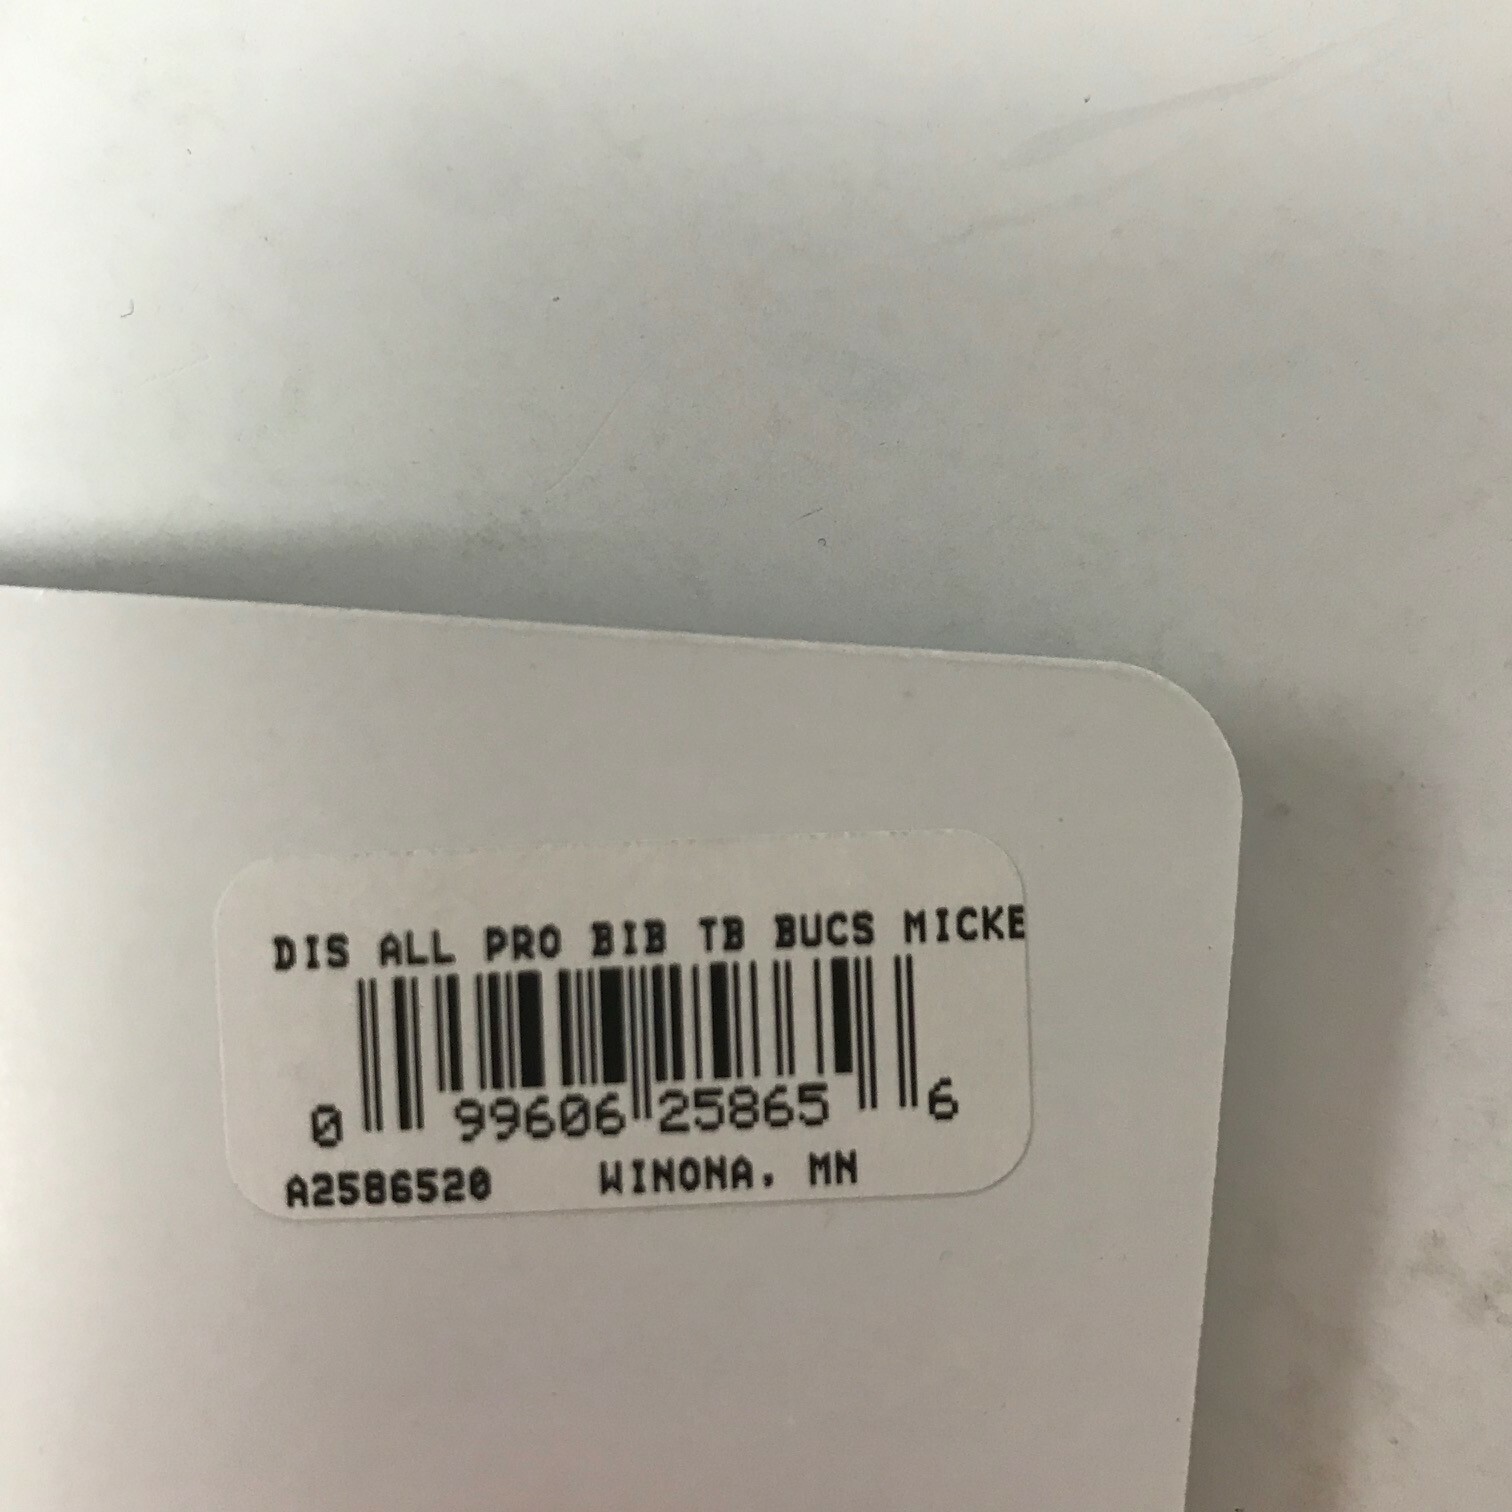 DIS ALL PRO BIB TB BUCS MICKE
0 99606 25865 6
A2586520 WINONA, MN